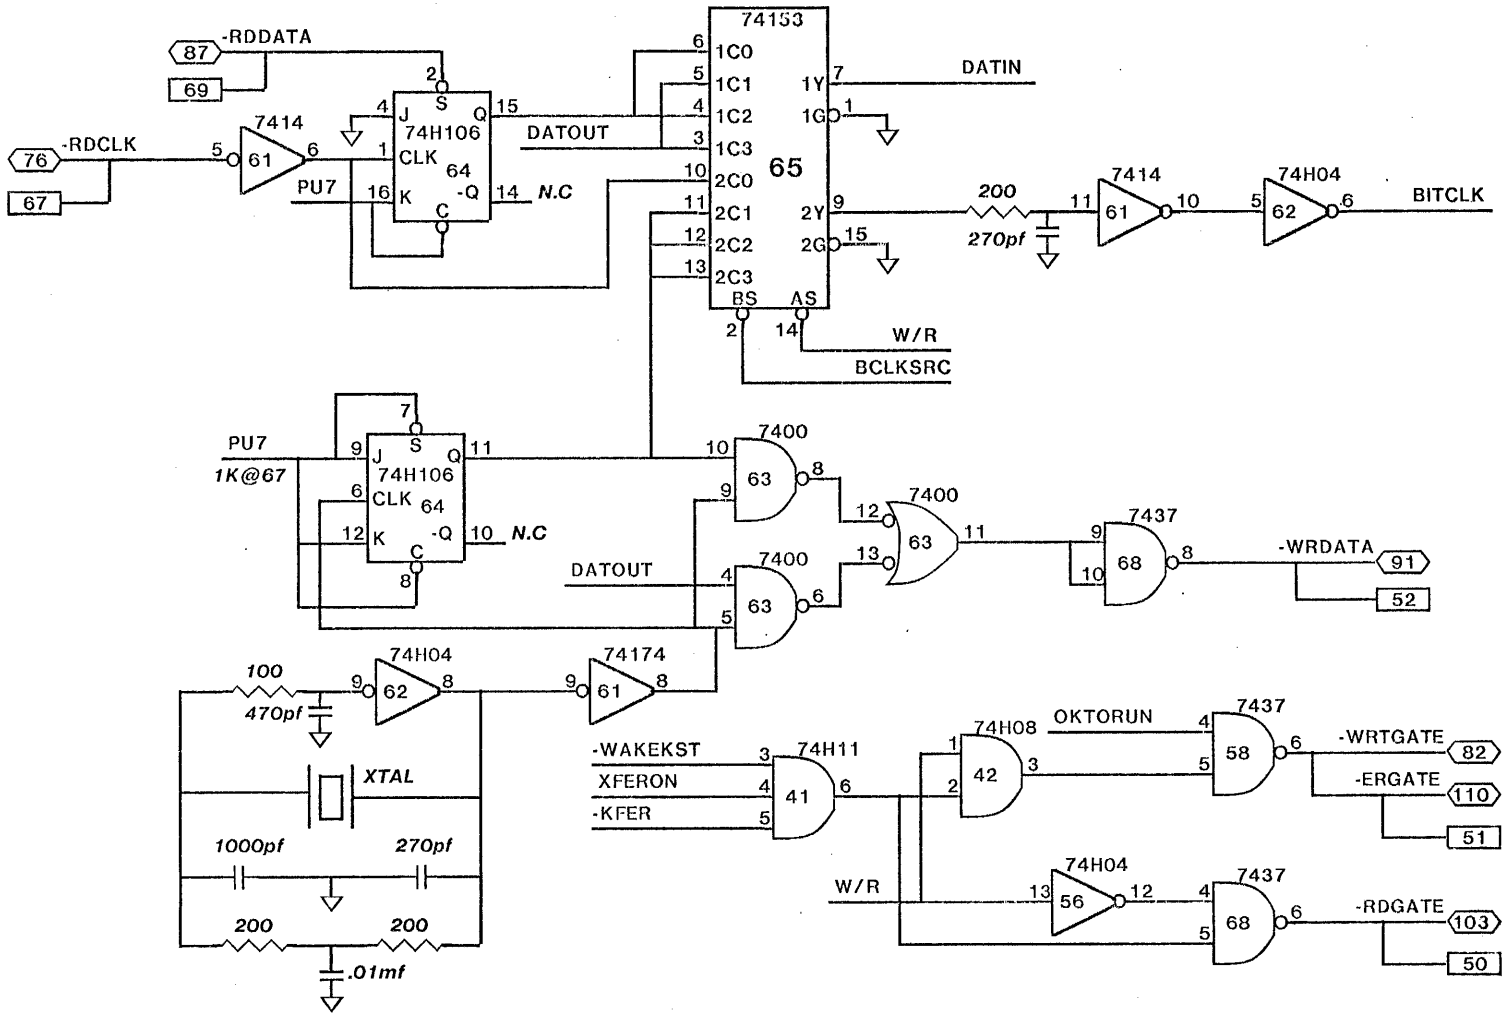 74153
-RDDATA
87
69
2
S
4
J
Q
15
74H106
1
CLK
64
16
K
-Q
14
N.C
C
7414
-RDCLK
76
67
5
61
6
PU7
6
1C0
5
1C1
4
1C2
3
1C3
10
2C0
11
2C1
12
2C2
13
2C3
DATOUT
65
1Y
7
DATIN
1G
1
2Y
9
2G
15
BS
AS
2
14
W/R
BCLKSRC
200
270pf
7414
11
61
10
74H04
5
62
6
BITCLK
PU7
1K@67
7
S
9
J
Q
11
74H106
6
CLK
64
12
K
-Q
10
N.C
C
8
7400
10
63
8
9
7400
DATOUT
4
63
6
5
7400
12
63
11
13
7437
9
68
8
10
-WRDATA
91
52
100
470pf
74H04
9
62
8
74174
9
61
8
XTAL
1000pf
270pf
200
200
.01mf
-WAKEKST
3
74H11
XFERON
4
41
6
-KFER
5
74H08
1
42
3
2
OKTORUN
7437
4
58
6
5
-WRTGATE
82
-ERGATE
110
51
W/R
74H04
13
56
12
7437
4
68
6
5
-RDGATE
103
50